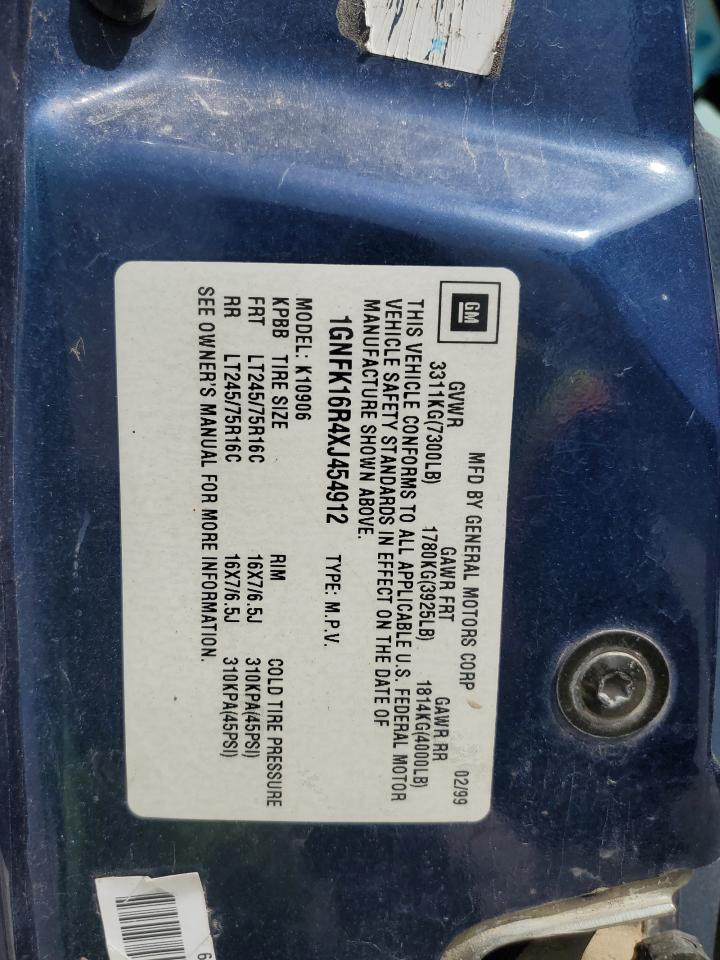 GM
MFD BY GENERAL MOTORS CORP 02/99
GVWR GAWR FRT GAWR RR
3311KG(7300LB) 1780KG(3925LB) 1814KG(4000LB)
THIS VEHICLE CONFORMS TO ALL APPLICABLE U.S. FEDERAL MOTOR
VEHICLE SAFETY STANDARDS IN EFFECT ON THE DATE OF
MANUFACTURE SHOWN ABOVE.
1GNFK16R4XJ454912 TYPE: M.P.V.
MODEL: K10906
KPBB TIRE SIZE RIM COLD TIRE PRESSURE
FRT LT245/75R16C 16X7/6.5J 310KPA(45PSI)
RR LT245/75R16C 16X7/6.5J 310KPA(45PSI)
SEE OWNER'S MANUAL FOR MORE INFORMATION.